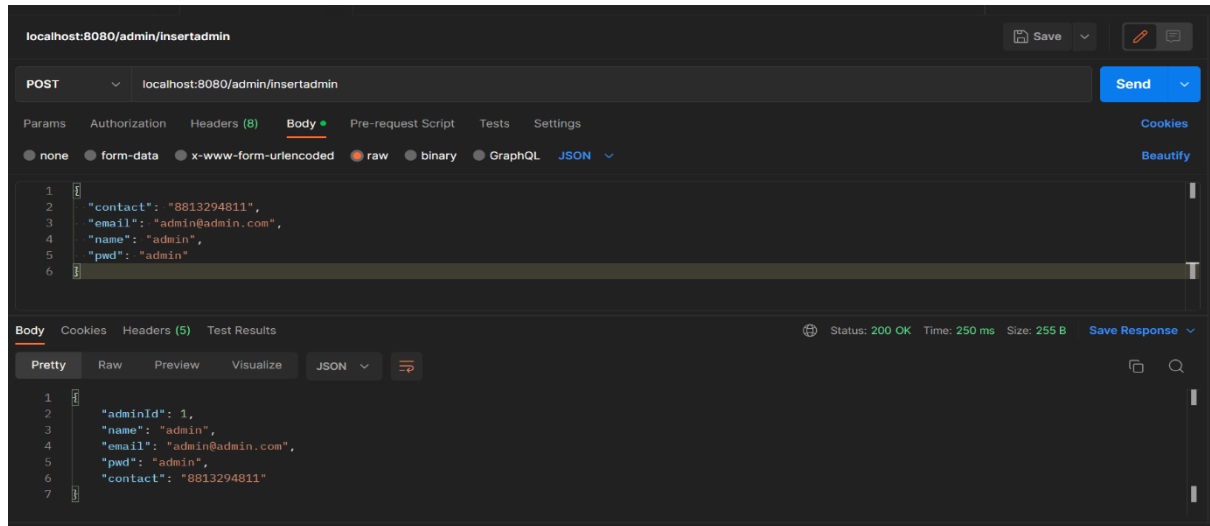 localhost:8080/admin/insertadmin
Save
POST localhost:8080/admin/insertadmin Send
Params Authorization Headers (8) Body Pre-request Script Tests Settings Cookies
none form-data x-www-form-urlencoded raw binary GraphQL JSON Beautify
1 {
2 "contact": "8813294811",
3 "email": "admin@admin.com",
4 "name": "admin",
5 "pwd": "admin"
6 }
Body Cookies Headers (5) Test Results Status: 200 OK Time: 250 ms Size: 255 B Save Response
Pretty Raw Preview Visualize JSON
1 {
2 "adminId": 1,
3 "name": "admin",
4 "email": "admin@admin.com",
5 "pwd": "admin",
6 "contact": "8813294811"
7 }